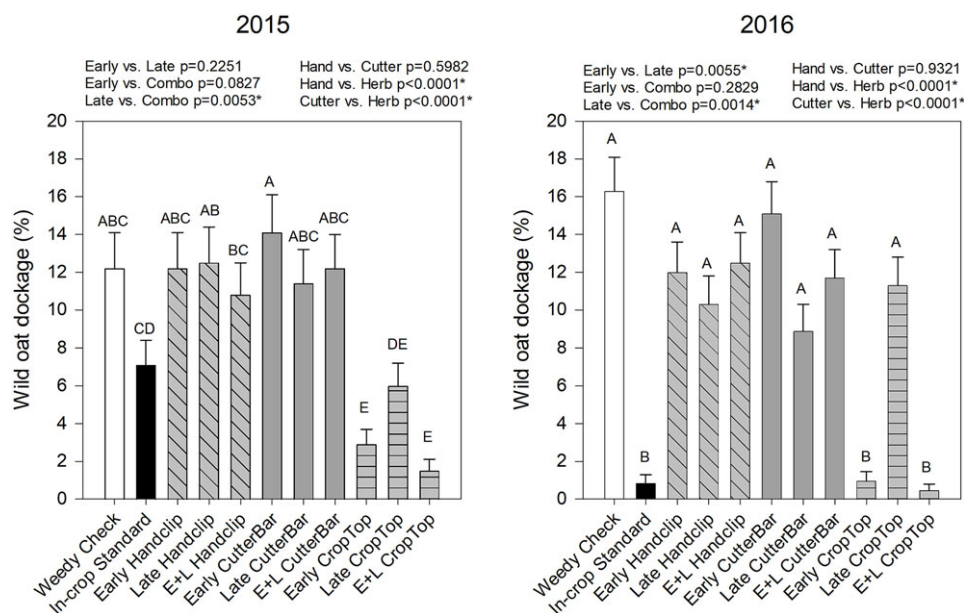 2015
Early vs. Late p=0.2251
Early vs. Combo p=0.0827
Late vs. Combo p=0.0053*
Hand vs. Cutter p=0.5982
Hand vs. Herb p<0.0001*
Cutter vs. Herb p<0.0001*
Wild oat dockage (%)
20
18
16
14
12
10
8
6
4
2
0
ABC
CD
ABC
AB
BC
A
ABC
ABC
E
DE
E
Weedy Check
In-crop Standard
Early Handclip
Late Handclip
E+L Handclip
Early CutterBar
Late CutterBar
E+L CutterBar
Early CropTop
Late CropTop
E+L CropTop
2016
Early vs. Late p=0.0055*
Early vs. Combo p=0.2829
Late vs. Combo p=0.0014*
Hand vs. Cutter p=0.9321
Hand vs. Herb p<0.0001*
Cutter vs. Herb p<0.0001*
Wild oat dockage (%)
20
18
16
14
12
10
8
6
4
2
0
A
B
A
A
A
A
A
A
B
A
B
Weedy Check
In-crop Standard
Early Handclip
Late Handclip
E+L Handclip
Early CutterBar
Late CutterBar
E+L CutterBar
Early CropTop
Late CropTop
E+L CropTop